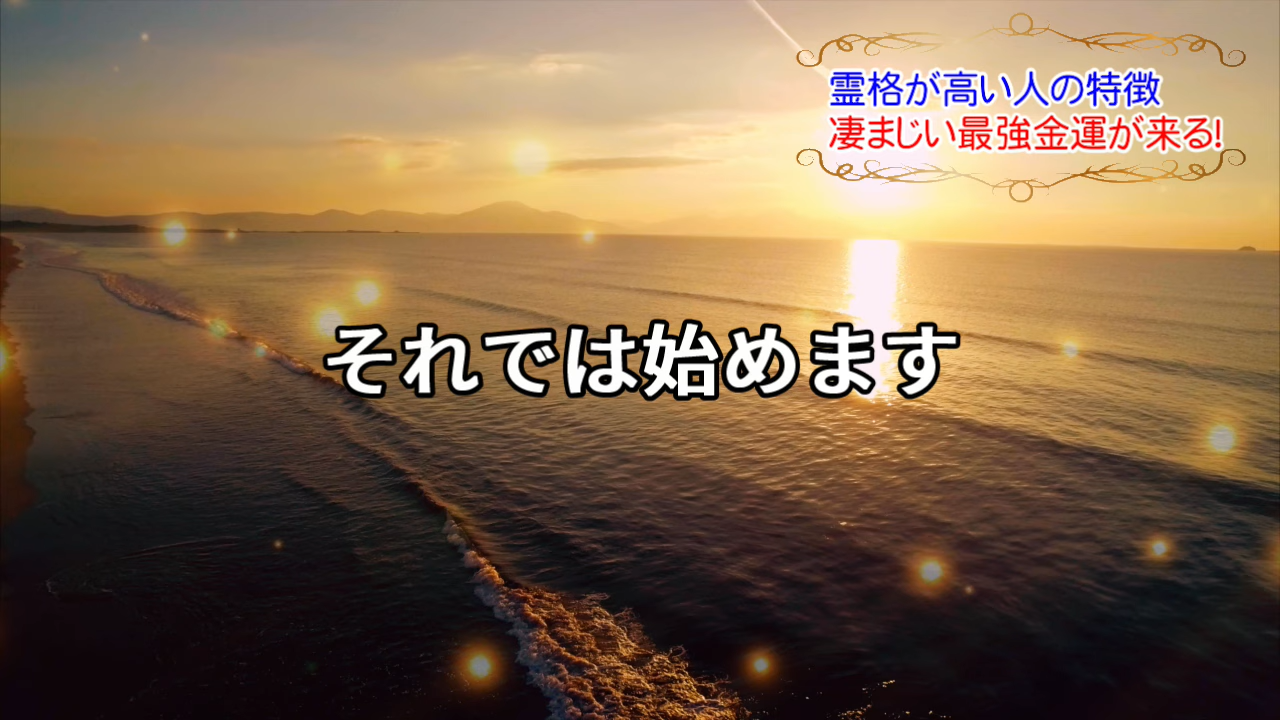 霊格が高い人の特徴
凄まじい最強金運が来る!
それでは始めます